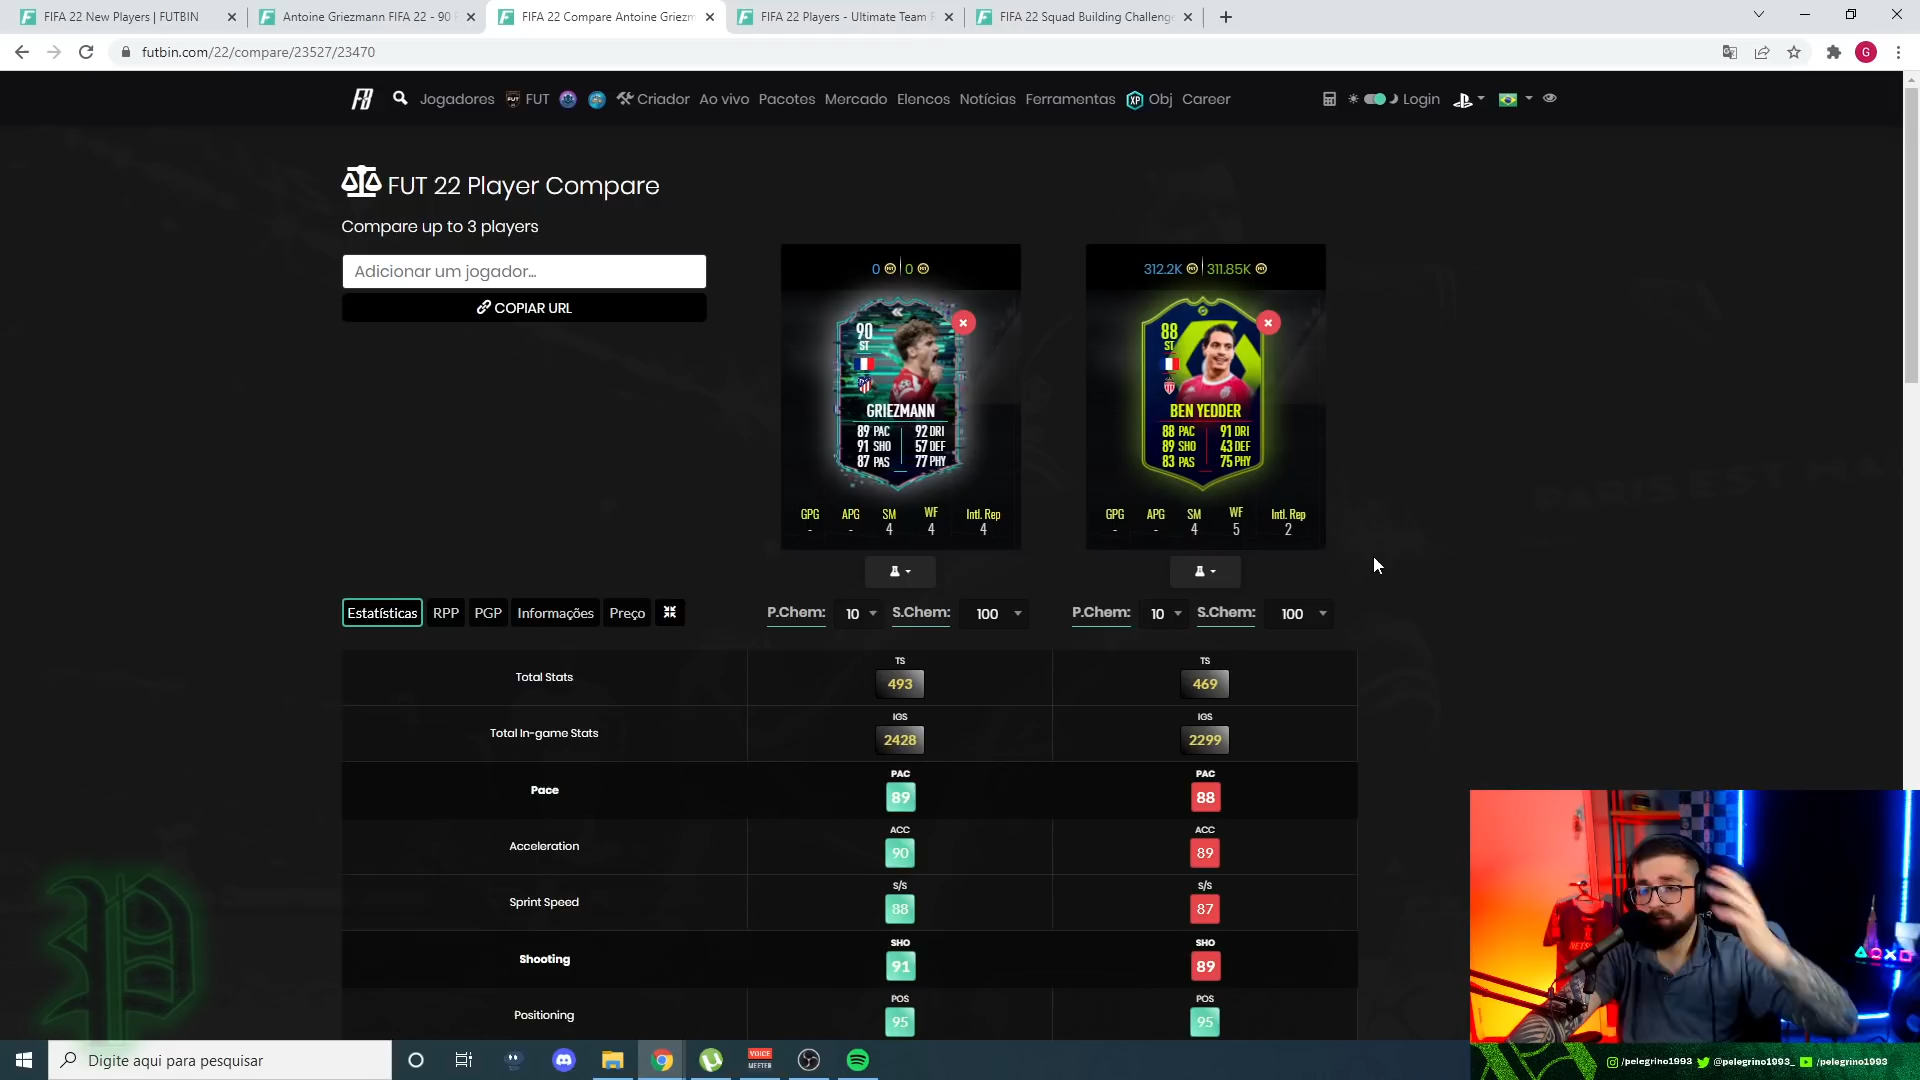 FIFA 22 New Players | FUTBIN
Antoine Griezmann FIFA 22 - 90
FIFA 22 Compare Antoine Griezm
FIFA 22 Players - Ultimate Team
FIFA 22 Squad Building Challenge
futbin.com/22/compare/23527/23470
G
Jogadores FUT Criador Ao vivo Pacotes Mercado Elencos Notícias Ferramentas XP Obj Career Login
FUT 22 Player Compare
Compare up to 3 players
Adicionar um jogador...
COPIAR URL
0 0
312.2K 311.85K
90
ST
GRIEZMANN
89 PAC 92 DRI
91 SHO 57 DEF
87 PAS 77 PHY
GPG APG SM WF Intl. Rep
- - 4 4 4
88
ST
BEN YEDDER
88 PAC 91 DRI
89 SHO 43 DEF
83 PAS 75 PHY
GPG APG SM WF Intl. Rep
- - 4 5 2
Estatísticas RPP PGP Informações Preço
P.Chem: 10 S.Chem: 100
P.Chem: 10 S.Chem: 100
TS TS
Total Stats 493 469
IGS IGS
Total In-game Stats 2428 2299
PAC PAC
Pace 89 88
ACC ACC
Acceleration 90 89
S/S S/S
Sprint Speed 88 87
SHO SHO
Shooting 91 89
POS POS
Positioning 95 95
Digite aqui para pesquisar
VOICE
MEETER
/pelegrino1993 @pelegrino1993_ /pelegrino1993